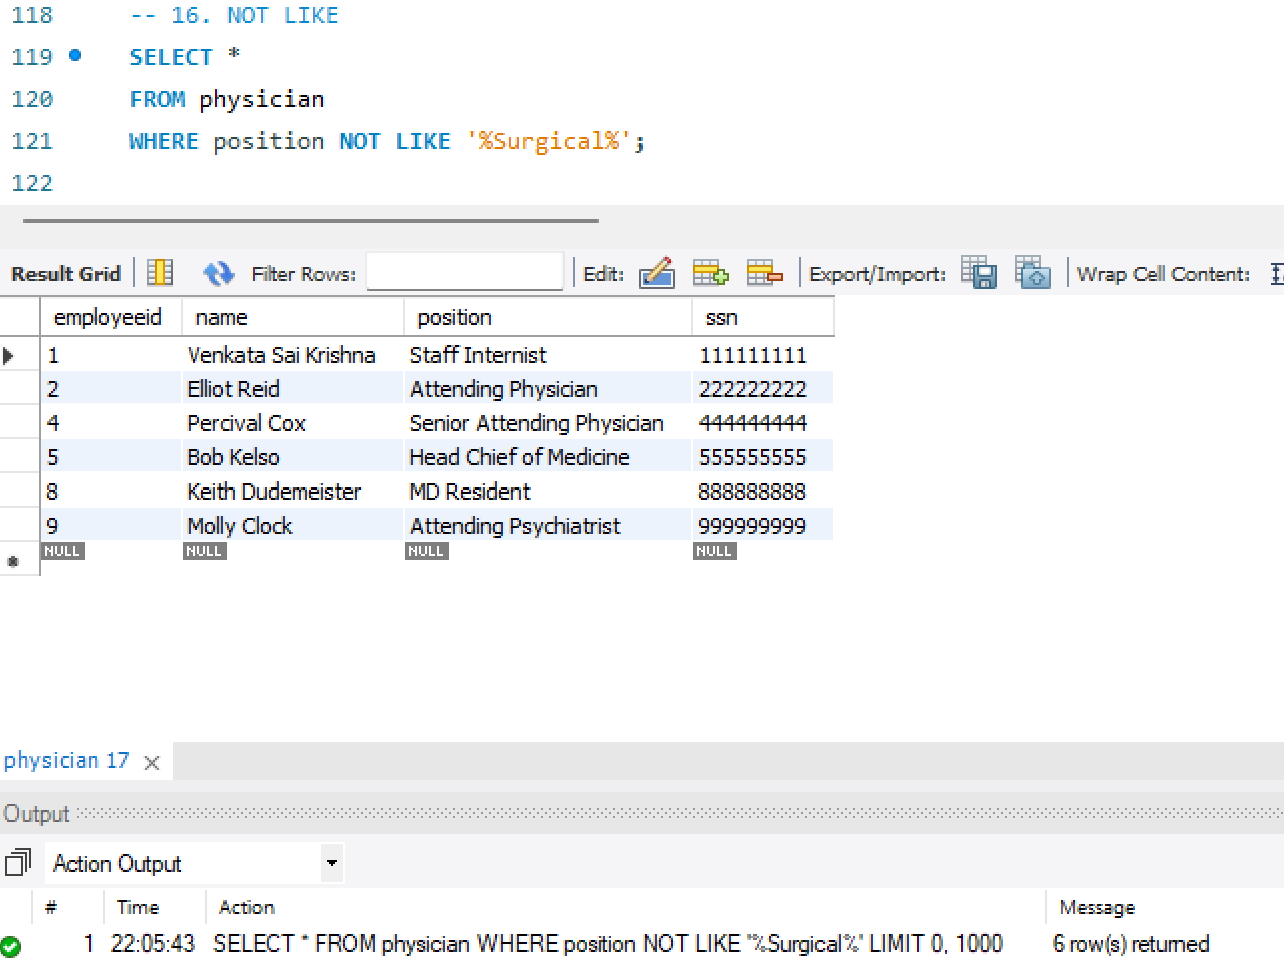 118 -- 16. NOT LIKE
119 SELECT *
120 FROM physician
121 WHERE position NOT LIKE '%Surgical%';
122
Result Grid Filter Rows: Edit: Export/Import: Wrap Cell Content:
employeeid name position ssn
1 Venkata Sai Krishna Staff Internist 111111111
2 Elliot Reid Attending Physician 222222222
4 Percival Cox Senior Attending Physician 444444444
5 Bob Kelso Head Chief of Medicine 555555555
8 Keith Dudemeister MD Resident 888888888
9 Molly Clock Attending Psychiatrist 999999999
NULL NULL NULL NULL
physician 17
Output
Action Output
# Time Action Message
1 22:05:43 SELECT * FROM physician WHERE position NOT LIKE '%Surgical%' LIMIT 0, 1000 6 row(s) returned